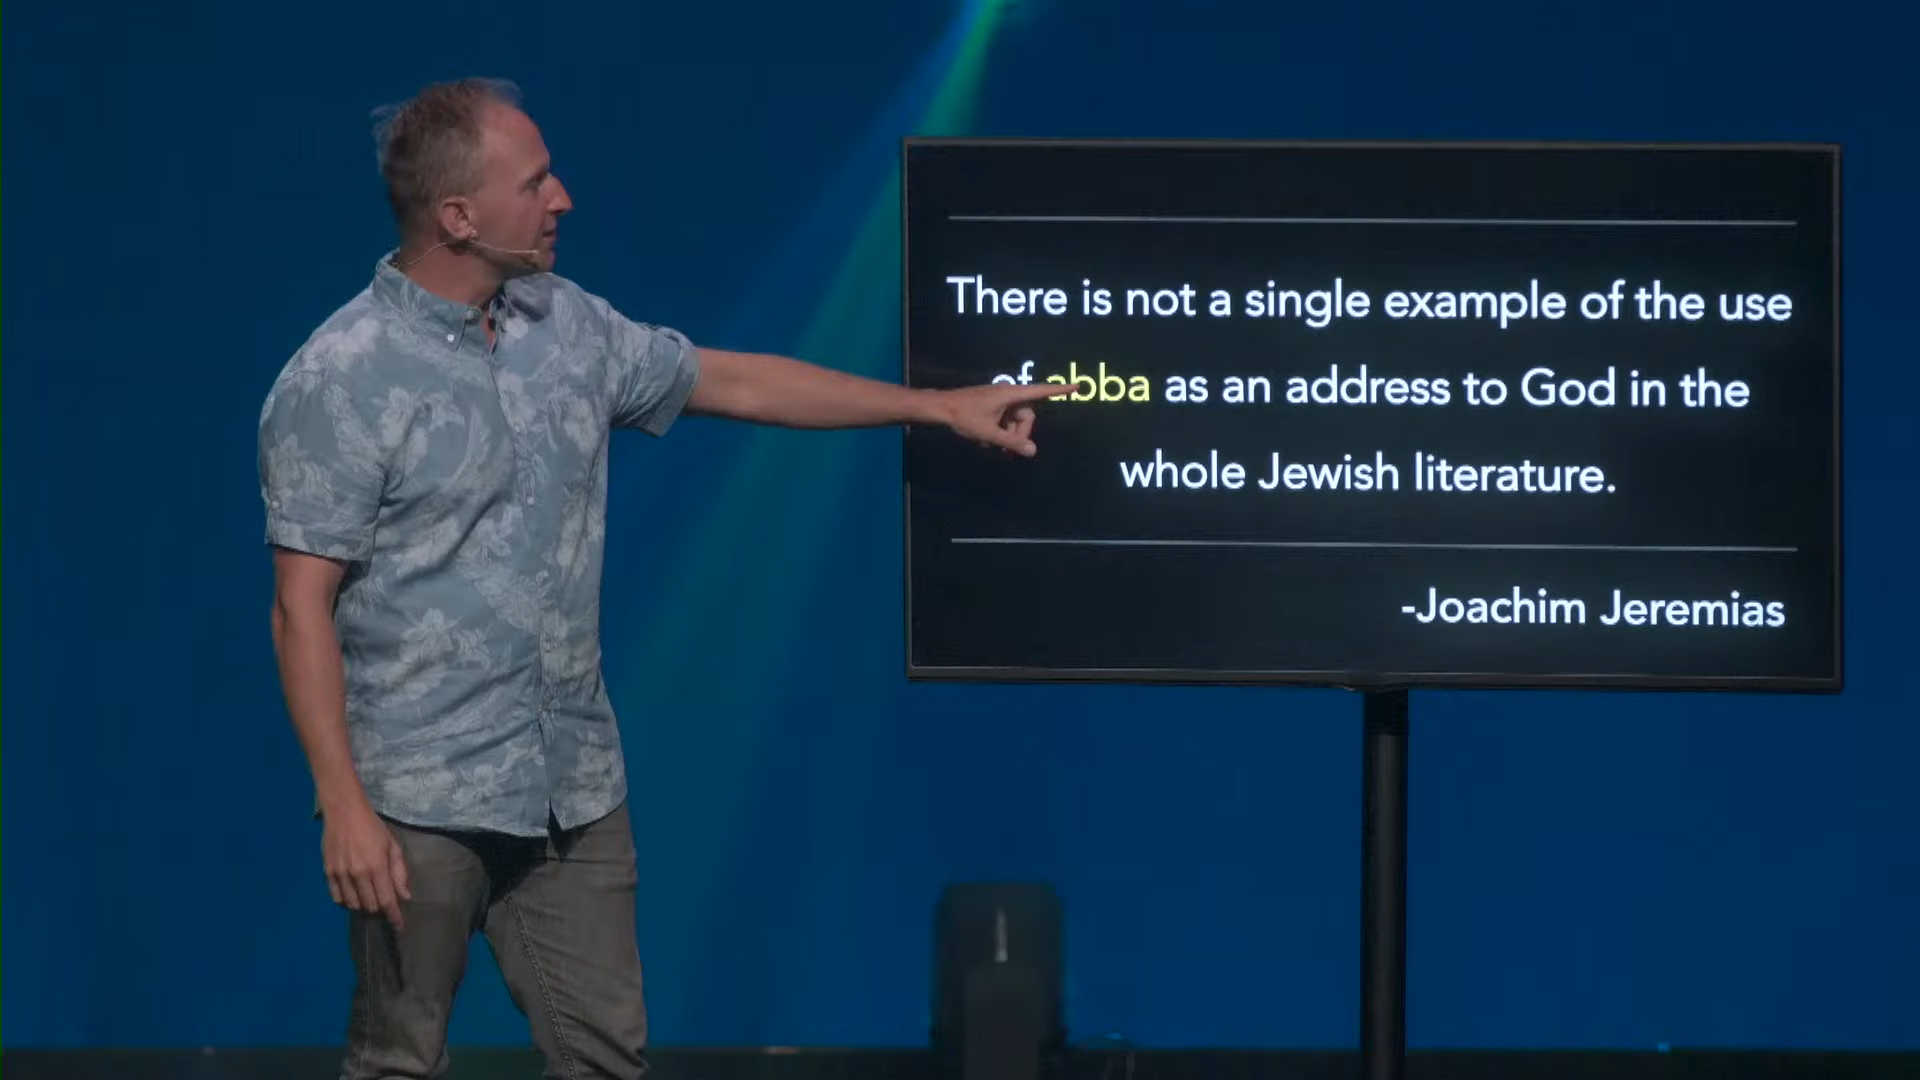 There is not a single example of the use
of abba as an address to God in the
whole Jewish literature.
-Joachim Jeremias